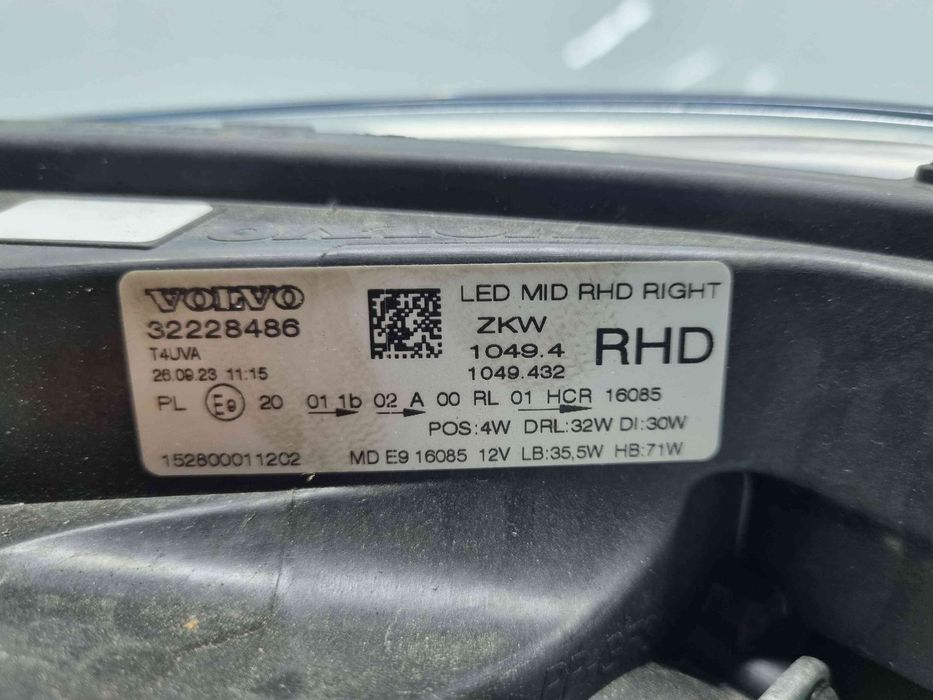 VOLVO
32228486
T4UVA
26.09.23 11:15
LED MID RHD RIGHT
ZKW
1049.4
1049.432
RHD
PL E9 20 01 1b 02 A 00 RL 01 HCR 16085
POS:4W DRL:32W DI:30W
152800011202 MD E9 16085 12V LB:35,5W HB:71W